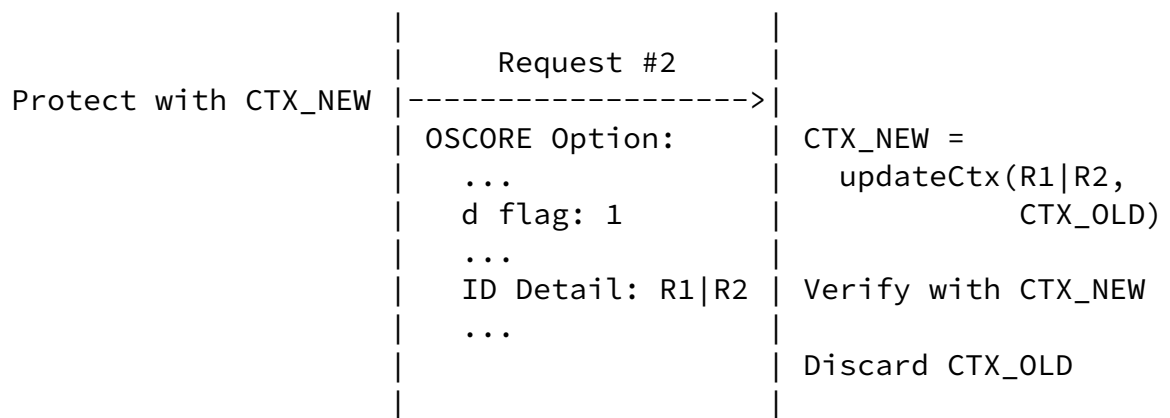 Request #2
Protect with CTX_NEW |------------------->|
OSCORE Option: CTX_NEW =
... updateCtx(R1|R2,
d flag: 1 CTX_OLD)
...
ID Detail: R1|R2 Verify with CTX_NEW
...
Discard CTX_OLD